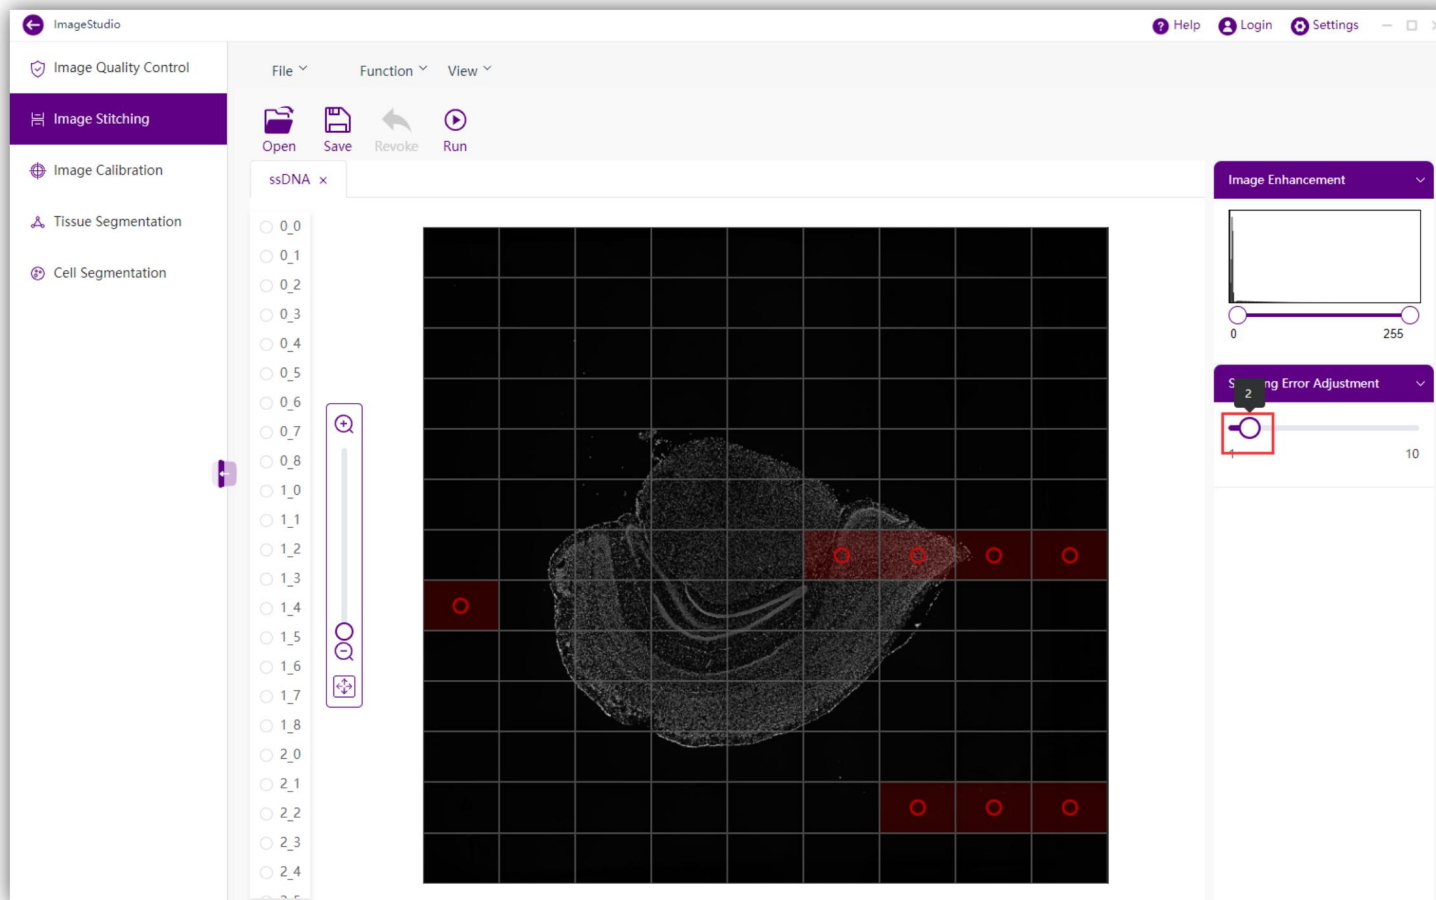 ImageStudio
Help Login Settings
Image Quality Control
Image Stitching
Image Calibration
Tissue Segmentation
Cell Segmentation
File Function View
Open Save Revoke Run
ssDNA ×
0_0
0_1
0_2
0_3
0_4
0_5
0_6
0_7
0_8
1_0
1_1
1_2
1_3
1_4
1_5
1_6
1_7
1_8
2_0
2_1
2_2
2_3
2_4
Image Enhancement
0 255
Error Adjustment
2
1 10